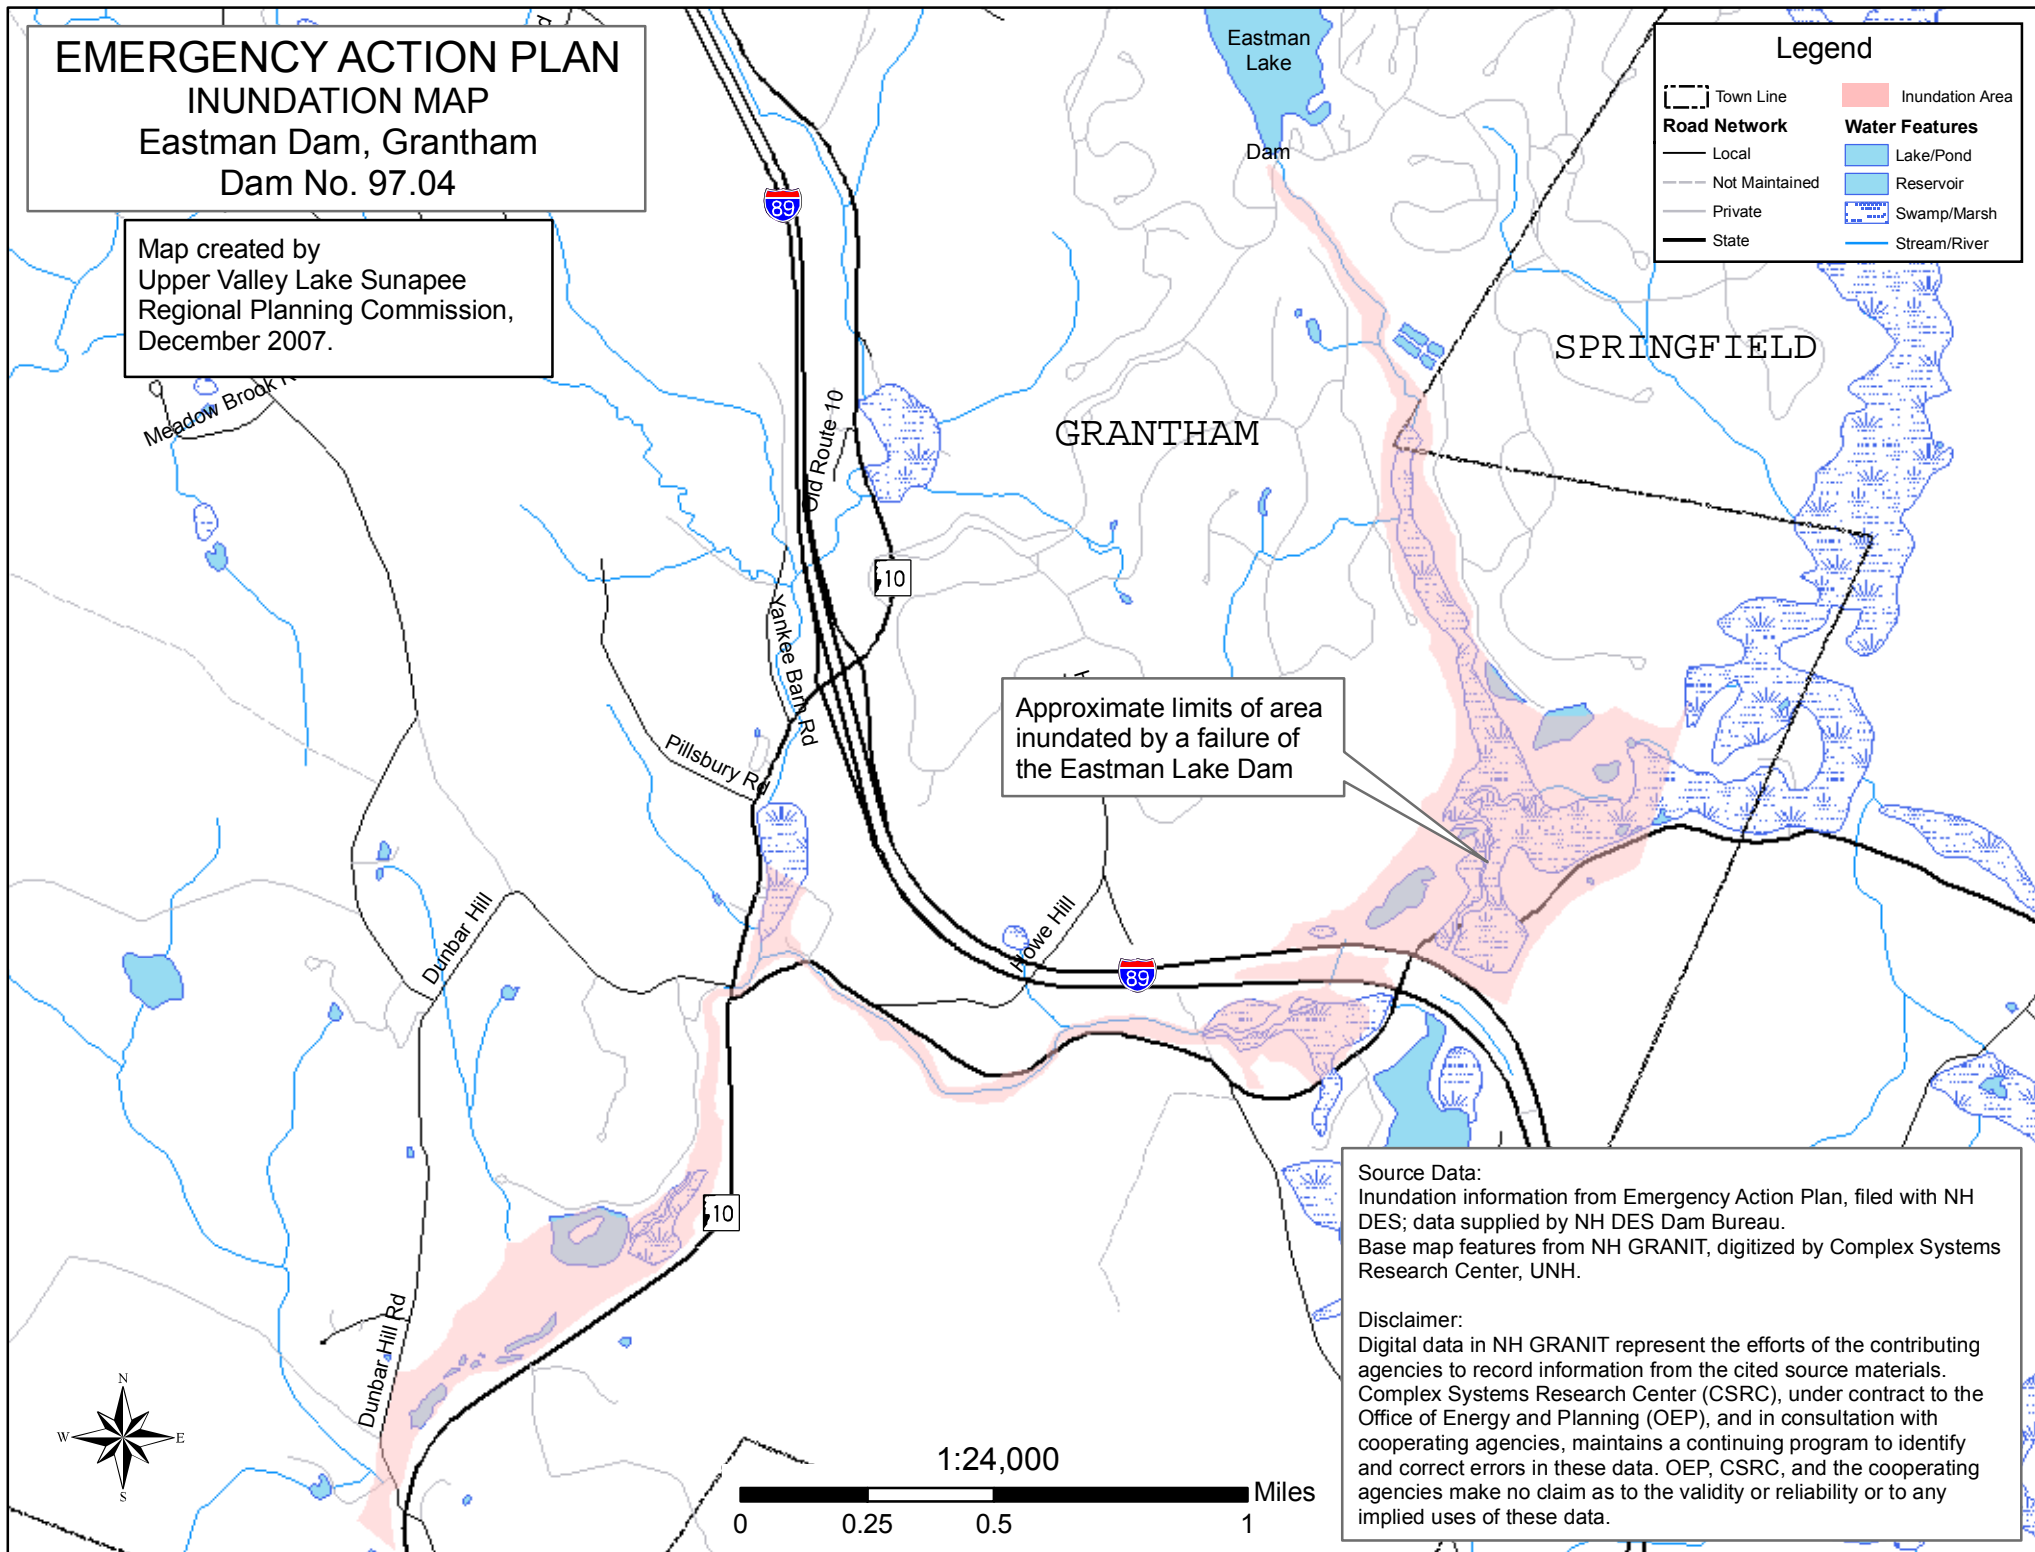 EMERGENCY ACTION PLAN
INUNDATION MAP
Eastman Dam, Grantham
Dam No. 97.04
Map created by
Upper Valley Lake Sunapee
Regional Planning Commission,
December 2007.
Eastman
Lake
Dam
Legend
Town Line
Inundation Area
Road Network
Water Features
Local
Lake/Pond
Not Maintained
Reservoir
Private
Swamp/Marsh
State
Stream/River
89
SPRINGFIELD
GRANTHAM
Meadow Brook
Old Route 10
10
Yankee Barn Rd
Pillsbury Rd
Approximate limits of area
inundated by a failure of
the Eastman Lake Dam
Dunbar Hill
Howe Hill
89
10
Dunbar Hill Rd
N
W
E
S
1:24,000
Miles
0
0.25
0.5
1
Source Data:
Inundation information from Emergency Action Plan, filed with NH
DES; data supplied by NH DES Dam Bureau.
Base map features from NH GRANIT, digitized by Complex Systems
Research Center, UNH.
Disclaimer:
Digital data in NH GRANIT represent the efforts of the contributing
agencies to record information from the cited source materials.
Complex Systems Research Center (CSRC), under contract to the
Office of Energy and Planning (OEP), and in consultation with
cooperating agencies, maintains a continuing program to identify
and correct errors in these data. OEP, CSRC, and the cooperating
agencies make no claim as to the validity or reliability or to any
implied uses of these data.